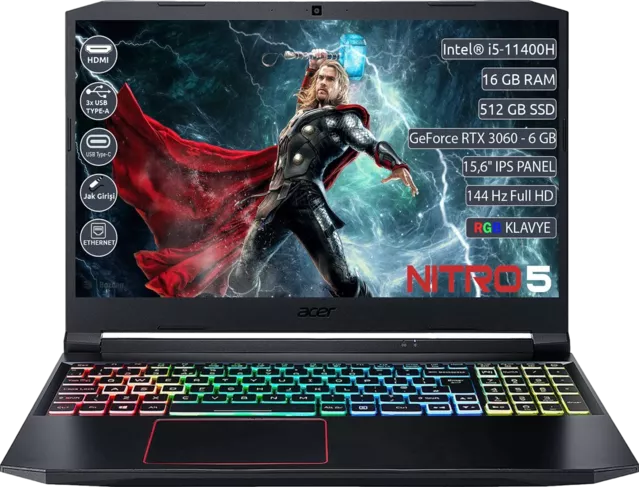 HDMI
3x USB
TYPE-A
USB Type-C
Jak Girişi
ETHERNET
Intel® i5-11400H
16 GB RAM
512 GB SSD
GeForce RTX 3060 - 6 GB
15,6" IPS PANEL
144 Hz Full HD
RGB KLAVYE
NITRO 5
acer